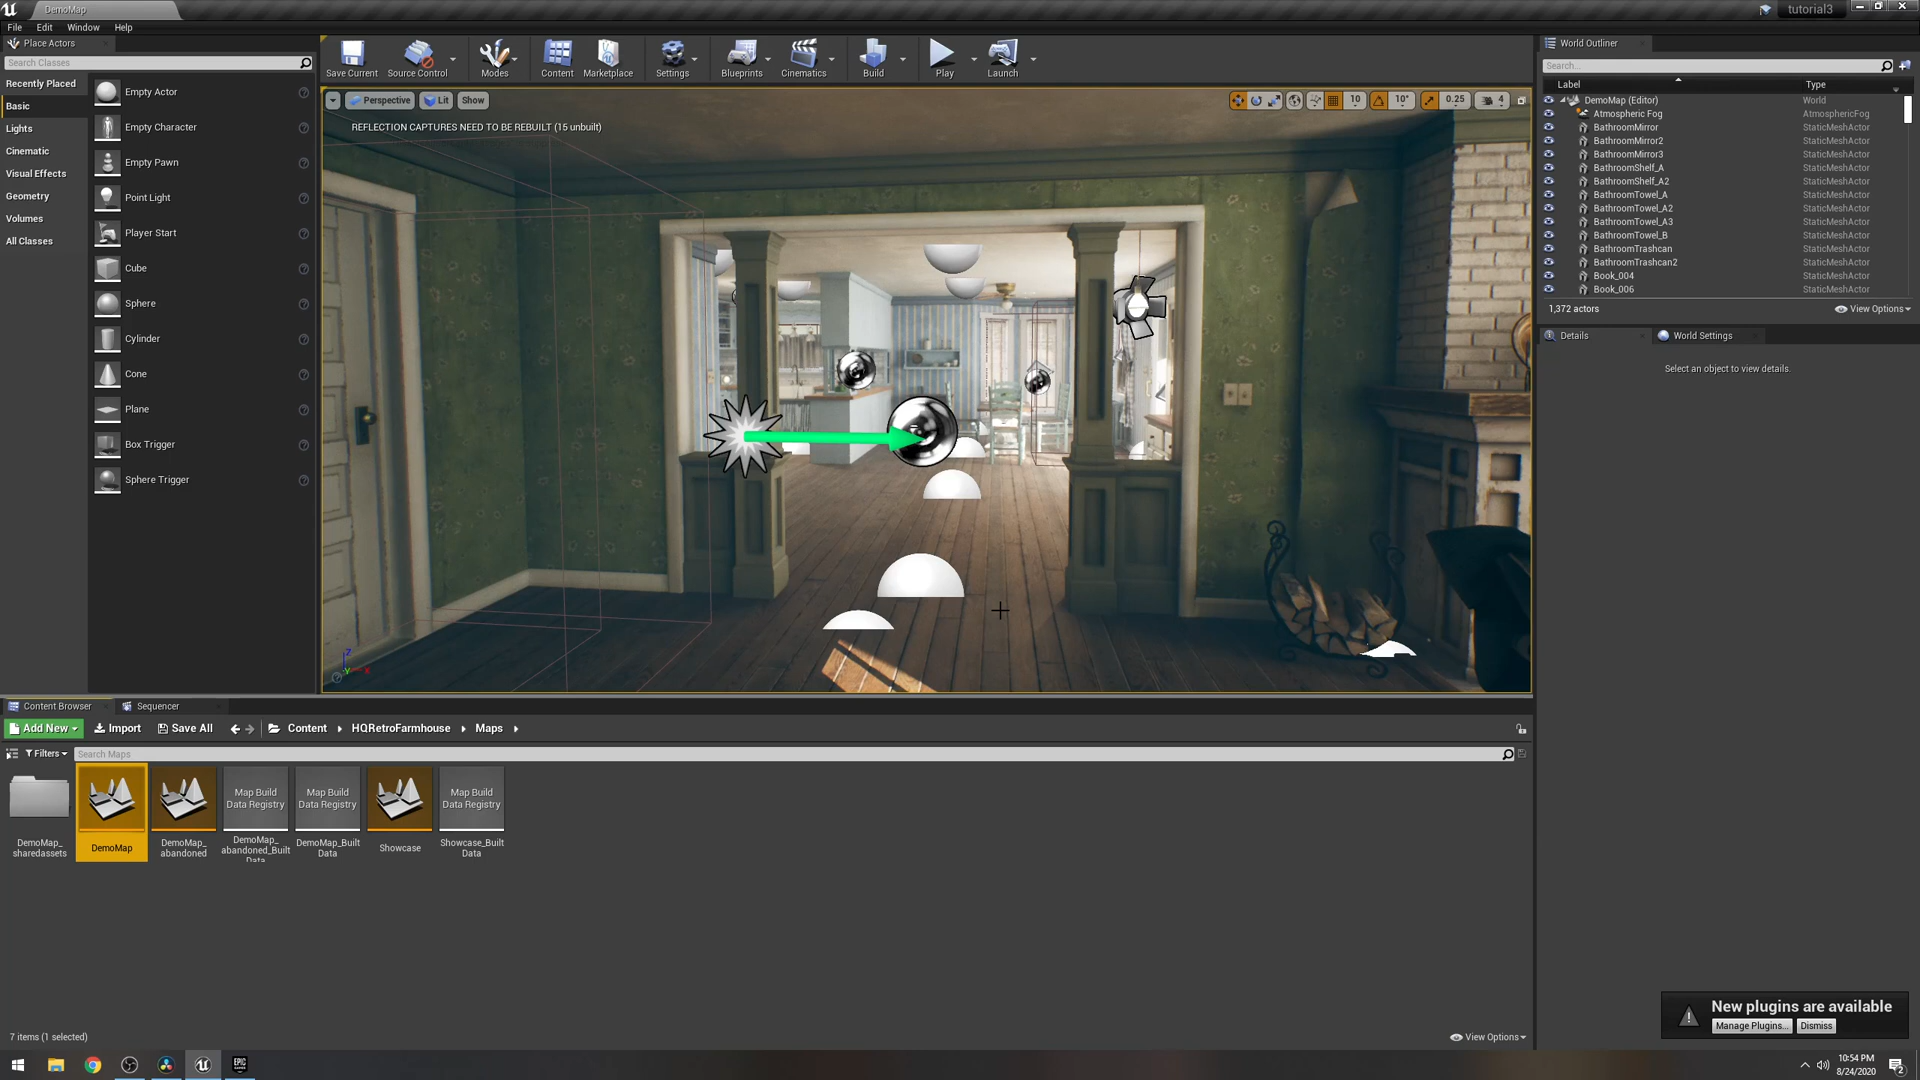 DemoMap
tutorial3
File Edit Window Help
Place Actors
Search Classes
Recently Placed
Basic
Lights
Cinematic
Visual Effects
Geometry
Volumes
All Classes
Empty Actor
Empty Character
Empty Pawn
Point Light
Player Start
Cube
Sphere
Cylinder
Cone
Plane
Box Trigger
Sphere Trigger
Save Current Source Control Modes Content Marketplace Settings Blueprints Cinematics Build Play Launch
Perspective Lit Show
10 10° 0.25 4
REFLECTION CAPTURES NEED TO BE REBUILT (15 unbuilt)
Z
Y X
World Outliner
Search...
Label Type
DemoMap (Editor) World
Atmospheric Fog AtmosphericFog
BathroomMirror StaticMeshActor
BathroomMirror2 StaticMeshActor
BathroomMirror3 StaticMeshActor
BathroomShelf_A StaticMeshActor
BathroomShelf_A2 StaticMeshActor
BathroomTowel_A StaticMeshActor
BathroomTowel_A2 StaticMeshActor
BathroomTowel_A3 StaticMeshActor
BathroomTowel_B StaticMeshActor
BathroomTrashcan StaticMeshActor
BathroomTrashcan2 StaticMeshActor
Book_004 StaticMeshActor
Book_006 StaticMeshActor
1,372 actors View Options
Details World Settings
Select an object to view details.
Content Browser Sequencer
Add New Import Save All Content HQRetroFarmhouse Maps
Filters Search Maps
Map Build Data Registry
Map Build Data Registry
Map Build Data Registry
DemoMap_sharedassets
DemoMap
DemoMap_abandoned
DemoMap_abandoned_Built Data
DemoMap_Built Data
Showcase
Showcase_Built Data
7 items (1 selected)
View Options
New plugins are available
Manage Plugins... Dismiss
EPIC GAMES
10:54 PM
8/24/2020
2